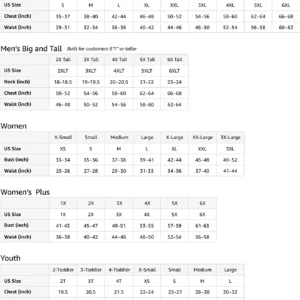 US Size S M L XL XXL 3XL 4XL 5XL 6XL
Chest (inch) 35-37 38-40 42-44 46-48 50-52 54-56 58-60 62-64 66-68
Waist (inch) 29-31 32-34 36-38 40-42 44-46 48-50 52-54 56-58 60-62
Men's Big and Tall Built for customers 6'1" or taller
2X Tall 3X Tall 4X Tall 5X Tall 6X Tall
US Size 2XLT 3XLT 4XLT 5XLT 6XLT
Neck (inch) 18-18.5 19-19.5 20-20.5 21-22 23-24
Chest (inch) 50-52 54-56 58-60 62-64 66-68
Waist (inch) 46-48 50-52 54-56 58-60 62-64
Women
X-Small Small Medium Large X-Large XX-Large 3X-Large
US Size XS S M L XL XXL 3XL
Bust (inch) 33-34 35-36 37-38 39-41 42-44 45-48 49-52
Waist (inch) 25-26 27-28 29-30 31-33 34-36 37-40 41-44
Women's Plus
1X 2X 3X 4X 5X 6X
US Size 1X 2X 3X 4X 5X 6X
Bust (inch) 41-43 45-47 49-51 53-55 57-59 61-63
Waist (inch) 36-38 40-42 44-46 48-50 52-54 56-58
Youth
2-Toddler 3-Toddler 4-Toddler X-Small Small Medium Large
US Size 2T 3T 4T XS S M L
Chest (inch) 19.5 20.5 21.5 22-24 25-27 28-30 30-32